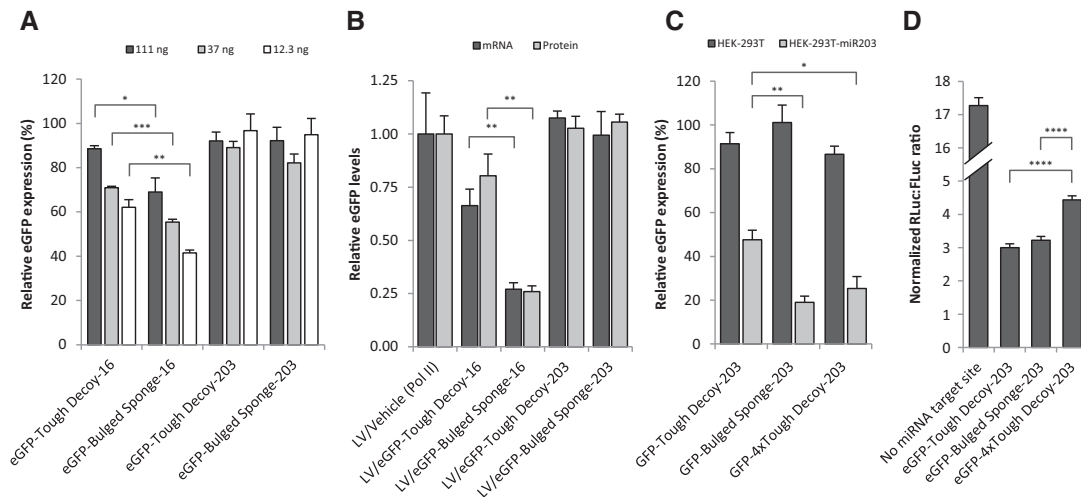 A
111 ng
37 ng
12.3 ng
Relative eGFP expression (%)
120
100
80
60
40
20
0
*
***
**
eGFP-Tough Decoy-16
eGFP-Bulged Sponge-16
eGFP-Tough Decoy-203
eGFP-Bulged Sponge-203
B
mRNA
Protein
Relative eGFP levels
1.25
1.00
0.75
0.50
0.25
0.00
**
**
LV/Vehicle (Pol II)
LV/eGFP-Tough Decoy-16
LV/eGFP-Bulged Sponge-16
LV/eGFP-Tough Decoy-203
LV/eGFP-Bulged Sponge-203
C
HEK-293T
HEK-293T-miR203
Relative eGFP expression (%)
120
100
80
60
40
20
0
*
**
GFP-Tough Decoy-203
GFP-Bulged Sponge-203
GFP-4xTough Decoy-203
D
Normalized RLuc:FLuc ratio
18
17
16
5
4
3
2
1
0
****
****
No miRNA target Site
eGFP-Tough Decoy-203
eGFP-Bulged Sponge-203
eGFP-4xTough Decoy-203